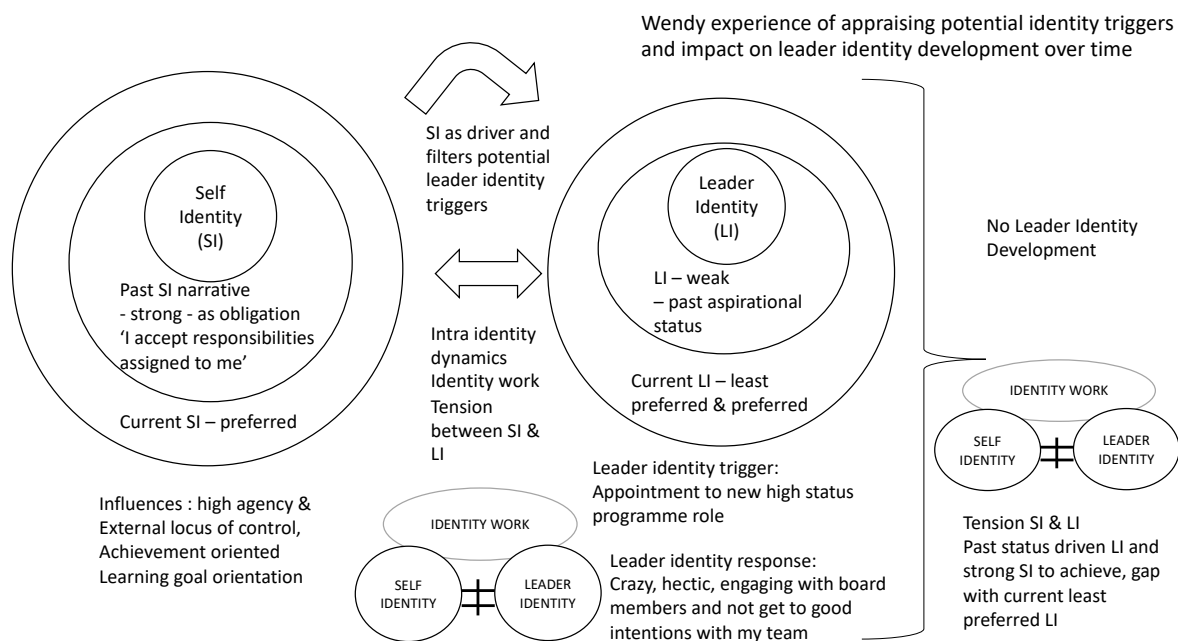 Wendy experience of appraising potential identity triggers
and impact on leader identity development over time
Self
Identity
(SI)
Past SI narrative
- strong - as obligation
‘I accept responsibilities
assigned to me’
Current SI – preferred
Influences : high agency &
External locus of control,
Achievement oriented
Learning goal orientation
SI as driver and
filters potential
leader identity
triggers
Intra identity
dynamics
Identity work
Tension
between SI &
LI
IDENTITY WORK
SELF
IDENTITY
LEADER
IDENTITY
Leader
Identity
(LI)
LI – weak
– past aspirational
status
Current LI – least
preferred & preferred
Leader identity trigger:
Appointment to new high status
programme role
Leader identity response:
Crazy, hectic, engaging with board
members and not get to good
intentions with my team
No Leader Identity
Development
IDENTITY WORK
SELF
IDENTITY
LEADER
IDENTITY
Tension SI & LI
Past status driven LI and
strong SI to achieve, gap
with current least
preferred LI